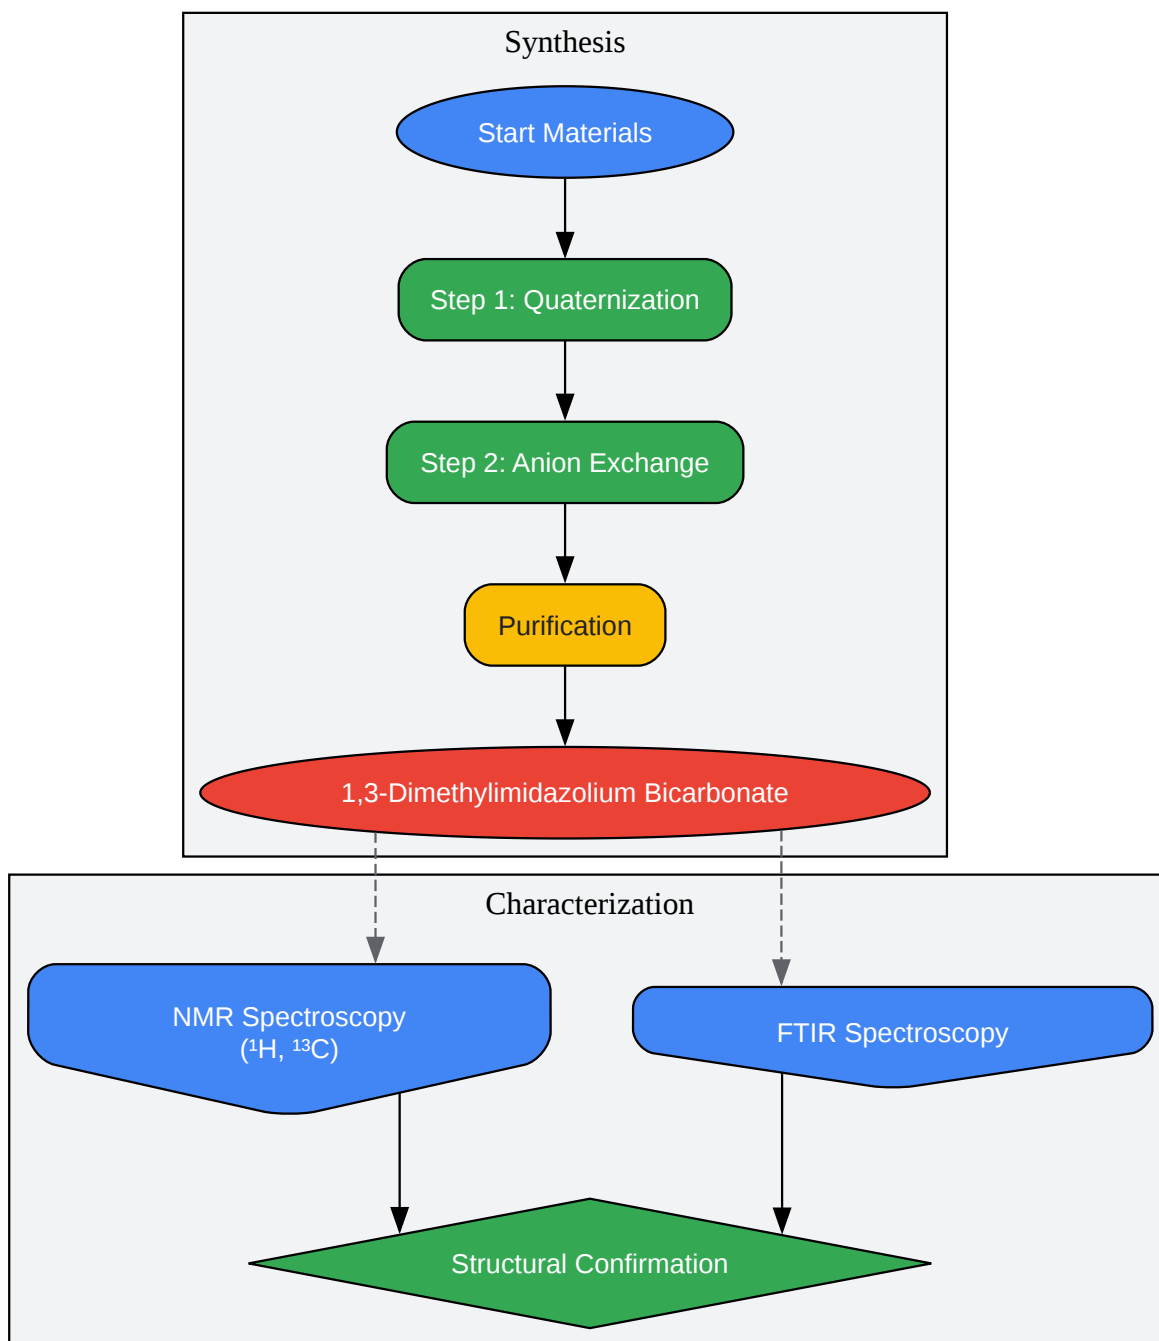 Synthesis
Start Materials
Step 1: Quaternization
Step 2: Anion Exchange
Purification
1,3-Dimethylimidazolium Bicarbonate
Characterization
NMR Spectroscopy
(¹H, ¹³C)
FTIR Spectroscopy
Structural Confirmation